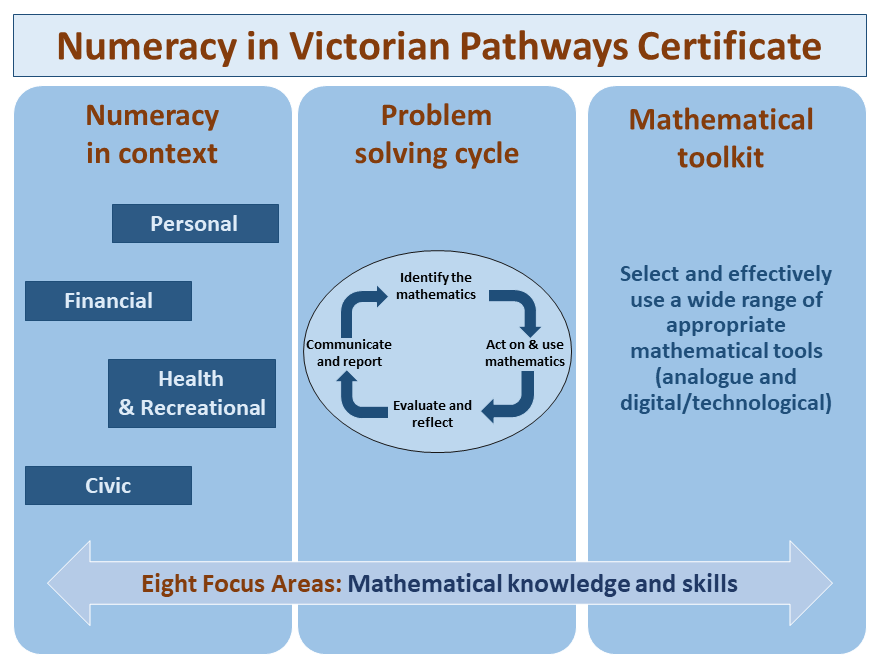 Numeracy in Victorian Pathways Certificate
Numeracy
in context
Personal
Financial
Health
& Recreational
Civic
Problem
solving cycle
Identify the
mathematics
Act on & use
mathematics
Evaluate and
reflect
Communicate
and report
Mathematical
toolkit
Select and effectively
use a wide range of
appropriate
mathematical tools
(analogue and
digital/technological)
Eight Focus Areas: Mathematical knowledge and skills